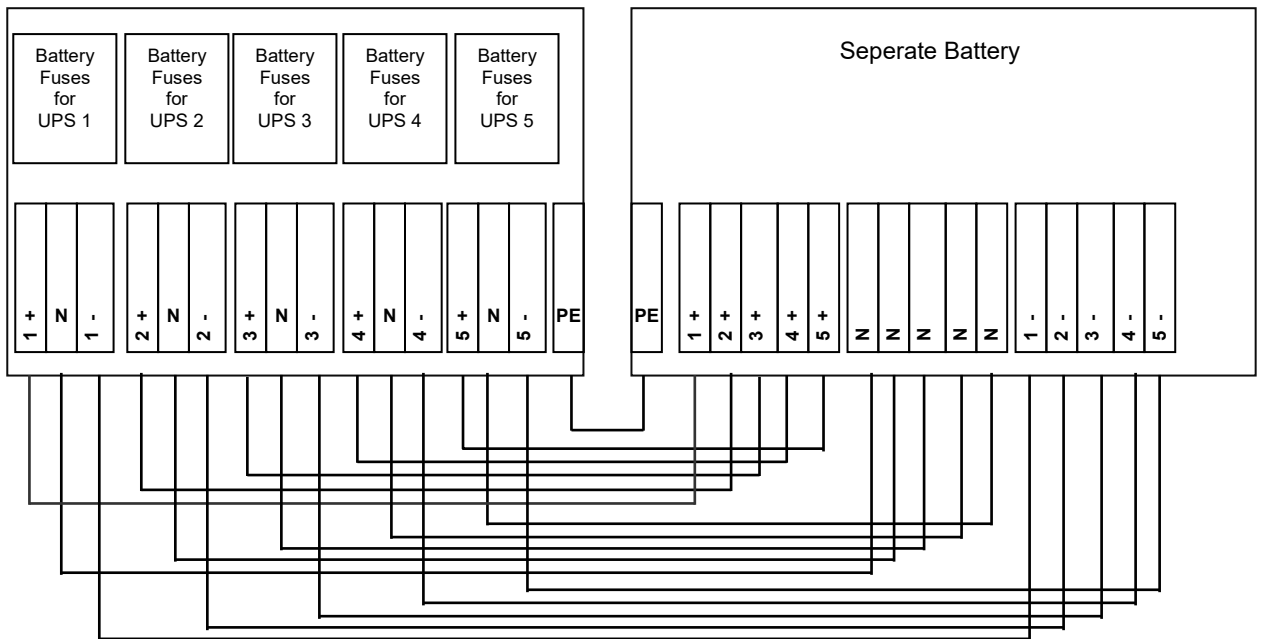 Seperate Battery
Battery
Fuses
for
UPS 1
Battery
Fuses
for
UPS 2
Battery
Fuses
for
UPS 3
Battery
Fuses
for
UPS 4
Battery
Fuses
for
UPS 5
1 +
N
1 -
2 +
N
2 -
3 +
N
3 -
4 +
N
4 -
5 +
N
5 -
PE
PE
1 +
2 +
3 +
4 +
5 +
N
N
N
N
N
1 -
2 -
3 -
4 -
5 -